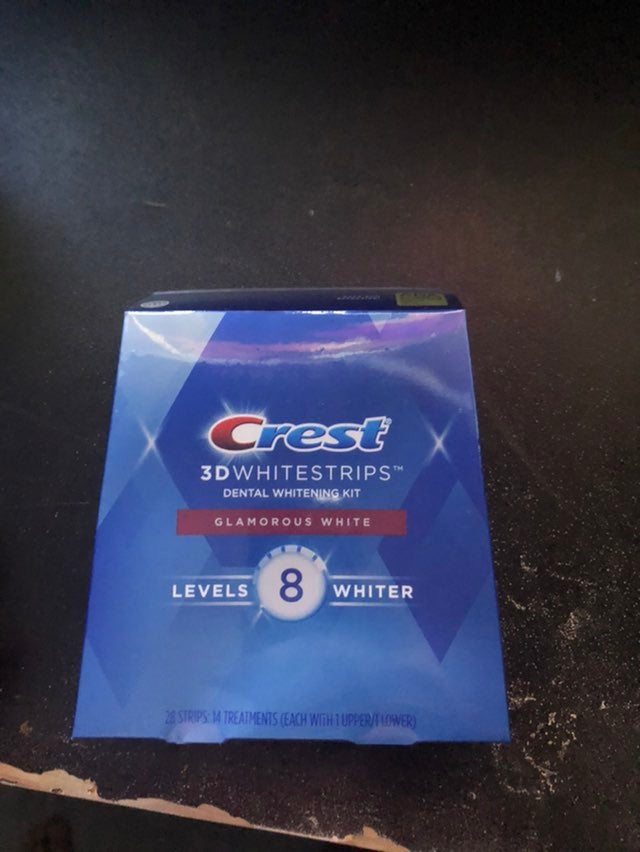 Crest
3DWHITESTRIPS™
DENTAL WHITENING KIT
GLAMOROUS WHITE
LEVELS 8 WHITER
28 STRIPS: 14 TREATMENTS (EACH WITH 1 UPPER/1 LOWER)